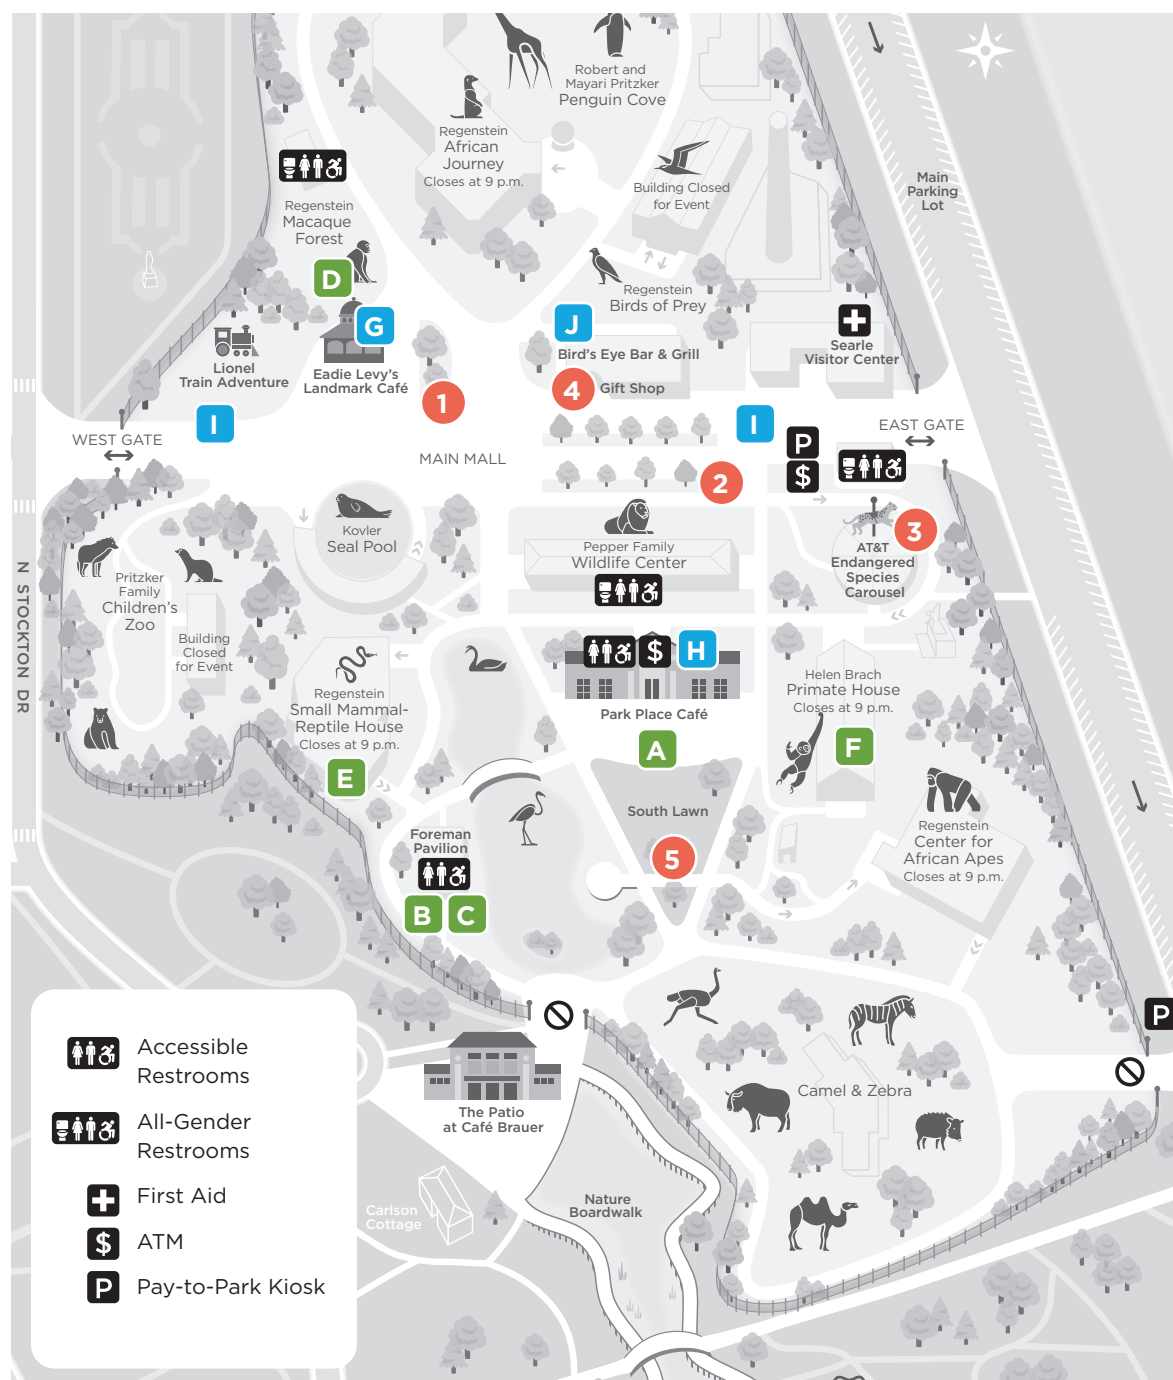 Robert and
Mayari Pritzker
Penguin Cove
Regenstein
African
Journey
Closes at 9 p.m.
Building Closed
for Event
Main
Parking
Lot
Regenstein
Macaque
Forest
D
Regenstein
Birds of Prey
G
J
Searle
Visitor Center
Lionel
Train Adventure
Eadie Levy's
Landmark Café
Bird's Eye Bar & Grill
1
4
Gift Shop
I
I
WEST GATE
EAST GATE
MAIN MALL
P
$
2
3
Kovler
Seal Pool
Pepper Family
Wildlife Center
AT&T
Endangered
Species
Carousel
N STOCKTON DR
Pritzker
Family
Children's
Zoo
Building
Closed
for Event
$
H
Regenstein
Small Mammal-
Reptile House
Closes at 9 p.m.
Park Place Café
Helen Brach
Primate House
Closes at 9 p.m.
E
A
F
South Lawn
Foreman
Pavilion
5
Regenstein
Center for
African Apes
Closes at 9 p.m.
B
C
P
Camel & Zebra
The Patio
at Café Brauer
Nature
Boardwalk
Carlson
Cottage
Accessible
Restrooms
All-Gender
Restrooms
First Aid
$
ATM
P
Pay-to-Park Kiosk